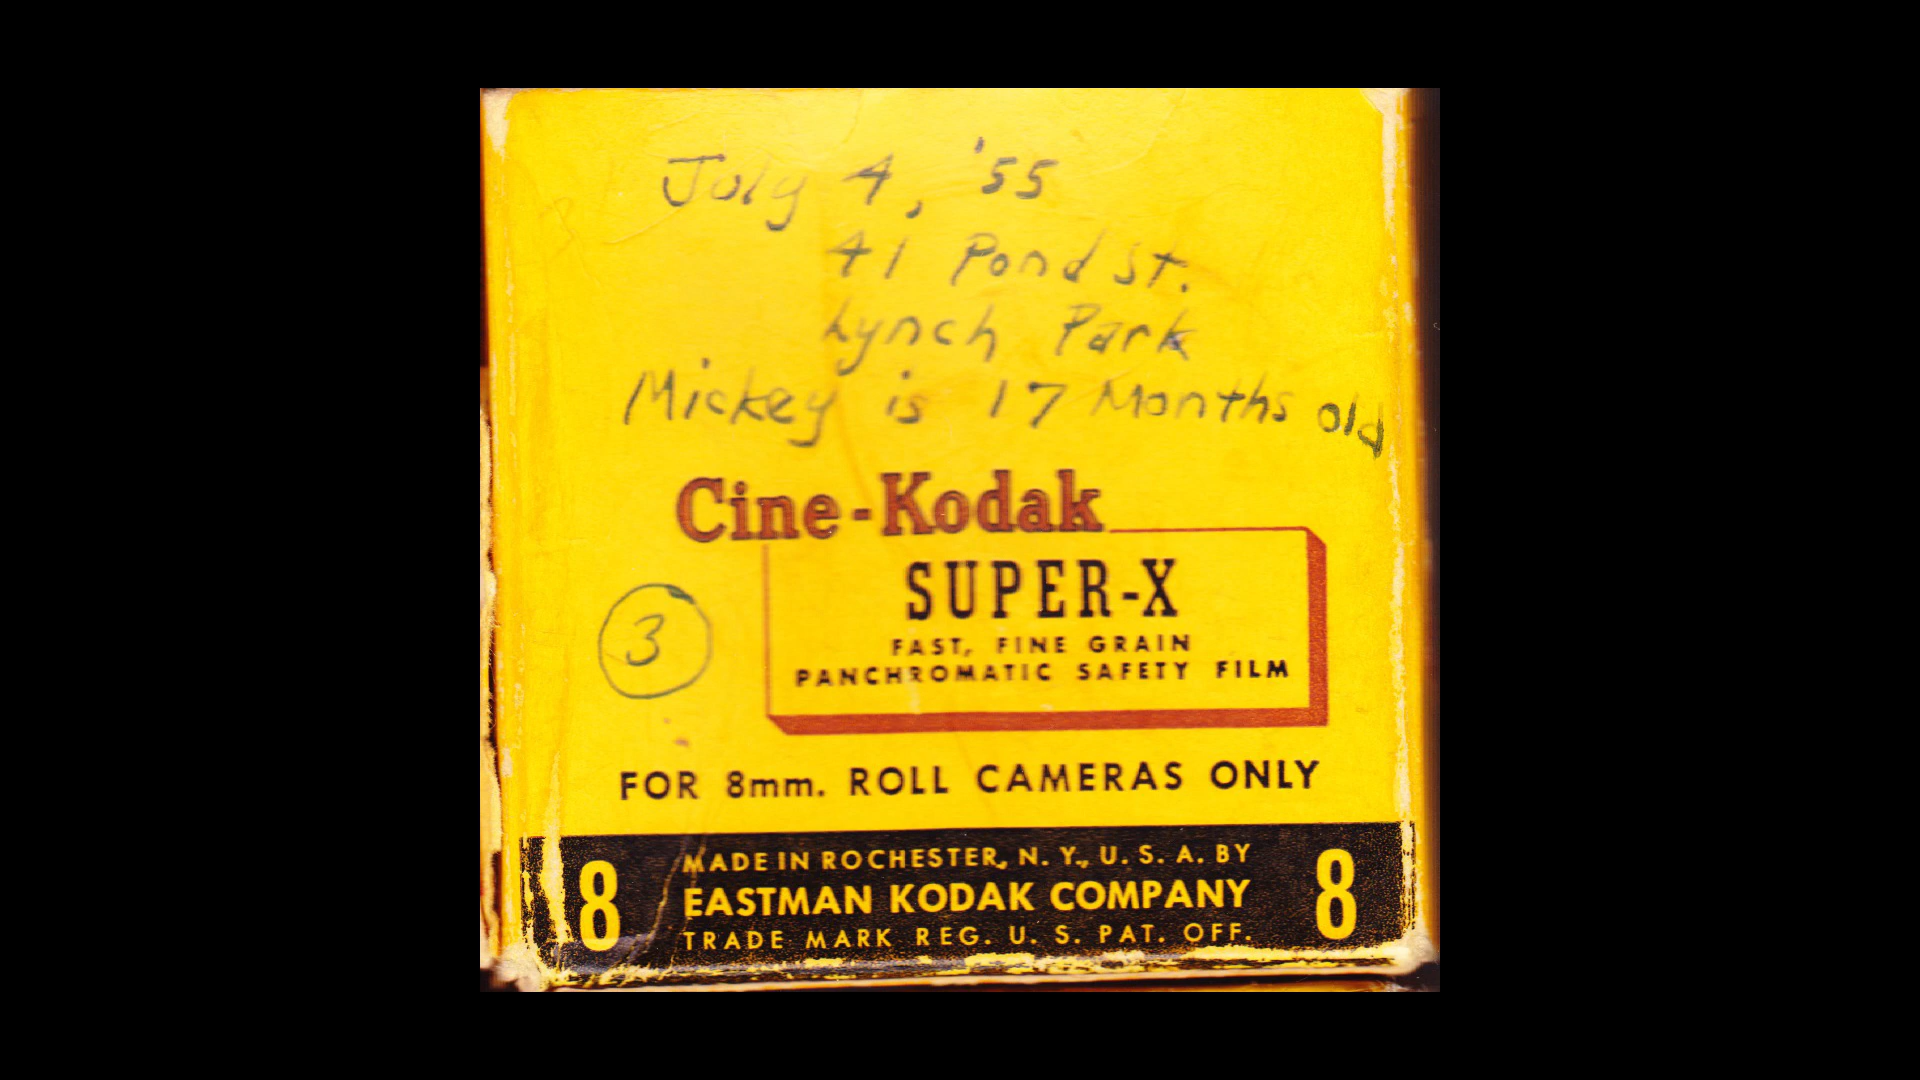 July 4, '55
41 Pond St.
Lynch Park
Mickey is 17 Months old
Cine-Kodak
SUPER-X
FAST, FINE GRAIN
PANCHROMATIC SAFETY FILM
3
FOR 8mm. ROLL CAMERAS ONLY
8 MADE IN ROCHESTER, N. Y., U. S. A. BY 8
EASTMAN KODAK COMPANY
TRADE MARK REG. U. S. PAT. OFF.